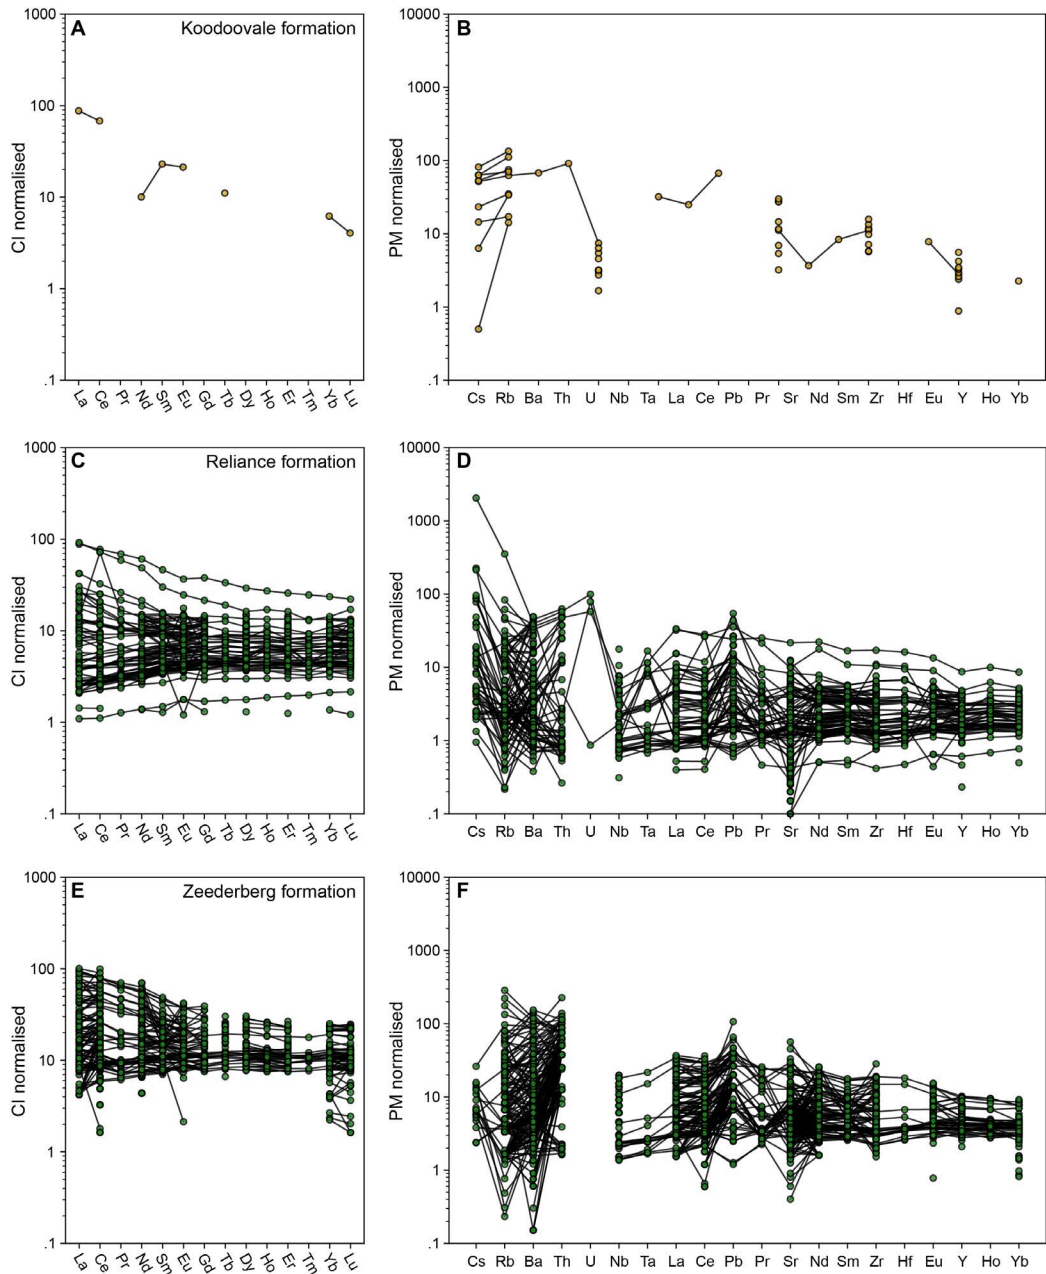 A Koodoovale formation
CI normalised
1000
100
10
1
.1
La Ce Pr Nd Sm Eu Gd Tb Dy Ho Er Tm Yb Lu
B
PM normalised
10000
1000
100
10
1
.1
Cs Rb Ba Th U Nb Ta La Ce Pb Pr Sr Nd Sm Zr Hf Eu Y Ho Yb
C Reliance formation
CI normalised
1000
100
10
1
.1
La Ce Pr Nd Sm Eu Gd Tb Dy Ho Er Tm Yb Lu
D
PM normalised
10000
1000
100
10
1
.1
Cs Rb Ba Th U Nb Ta La Ce Pb Pr Sr Nd Sm Zr Hf Eu Y Ho Yb
E Zeederberg formation
CI normalised
1000
100
10
1
.1
La Ce Pr Nd Sm Eu Gd Tb Dy Ho Er Tm Yb Lu
F
PM normalised
10000
1000
100
10
1
.1
Cs Rb Ba Th U Nb Ta La Ce Pb Pr Sr Nd Sm Zr Hf Eu Y Ho Yb